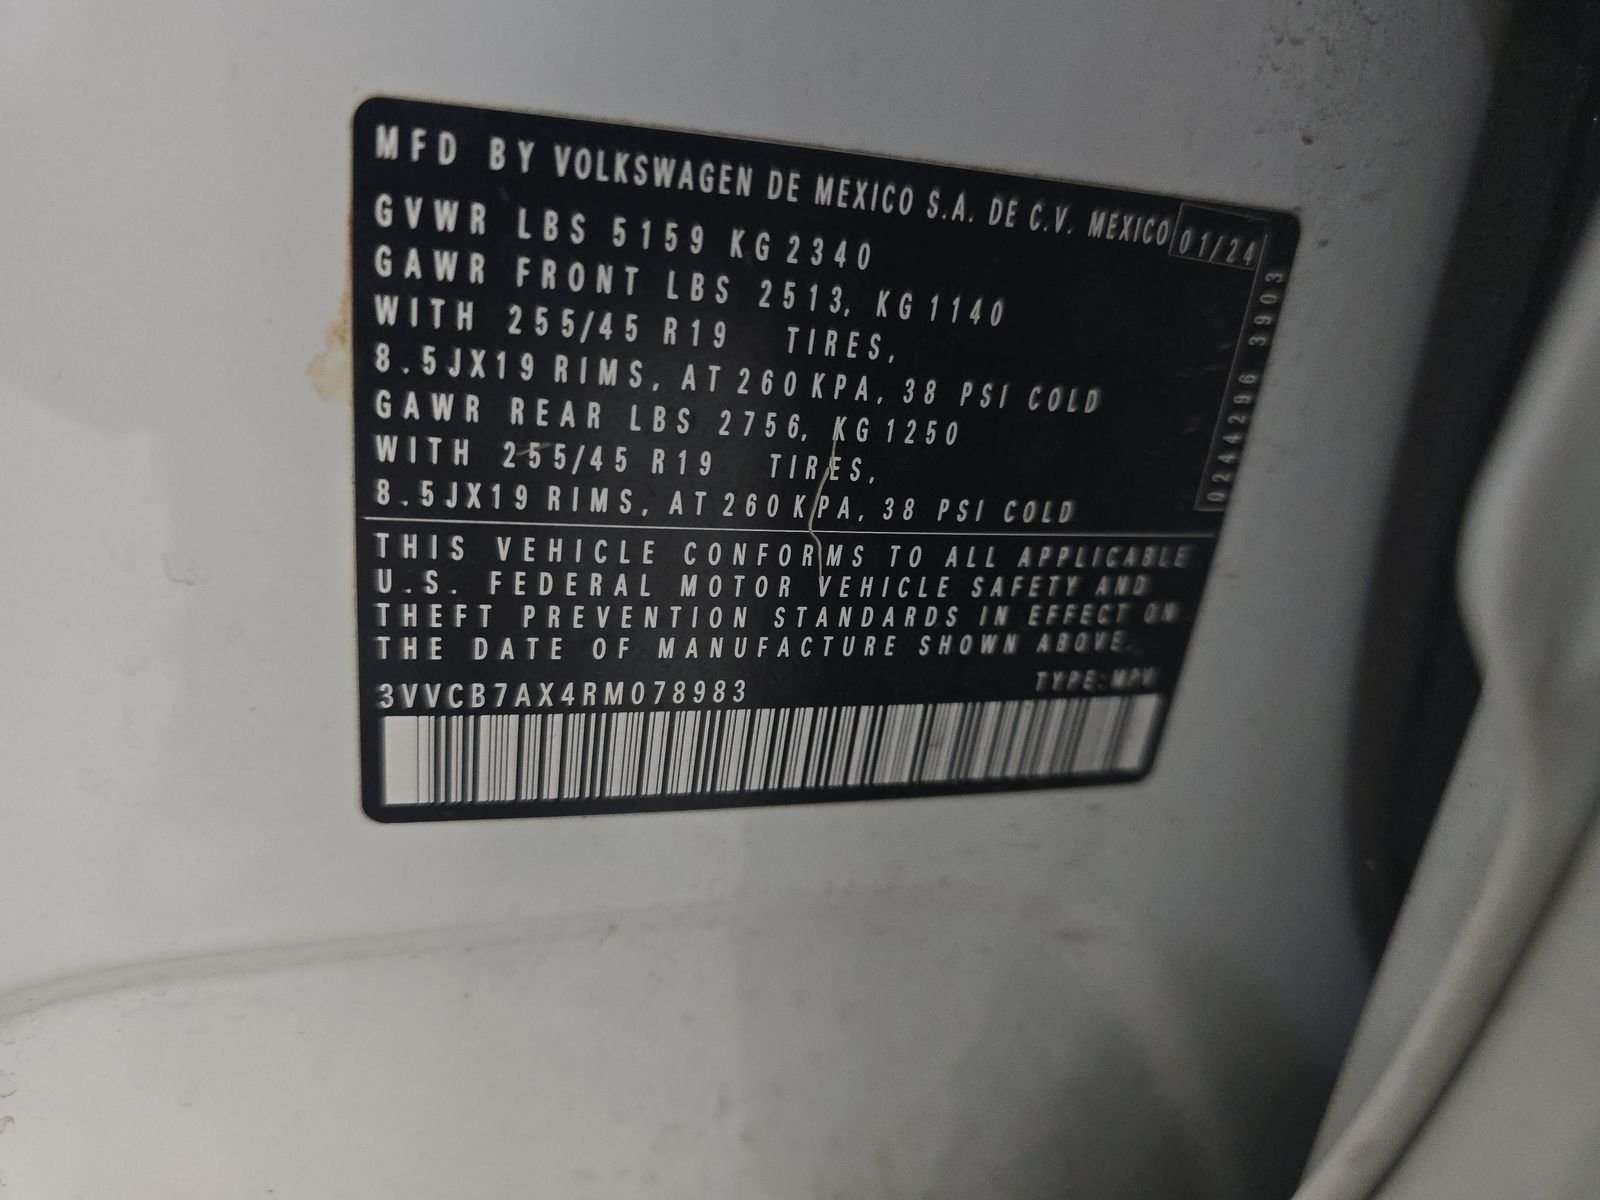 MFD BY VOLKSWAGEN DE MEXICO S.A. DE C.V. MEXICO 01/24
GVWR LBS 5159 KG 2340
GAWR FRONT LBS 2513, KG 1140
WITH 255/45 R19 TIRES,
8.5JX19 RIMS, AT 260 KPA, 38 PSI COLD
GAWR REAR LBS 2756, KG 1250
WITH 255/45 R19 TIRES,
8.5JX19 RIMS, AT 260 KPA, 38 PSI COLD
0244296 3903
THIS VEHICLE CONFORMS TO ALL APPLICABLE
U.S. FEDERAL MOTOR VEHICLE SAFETY AND
THEFT PREVENTION STANDARDS IN EFFECT ON
THE DATE OF MANUFACTURE SHOWN ABOVE.
3VVCB7AX4RM078983 TYPE: MPV